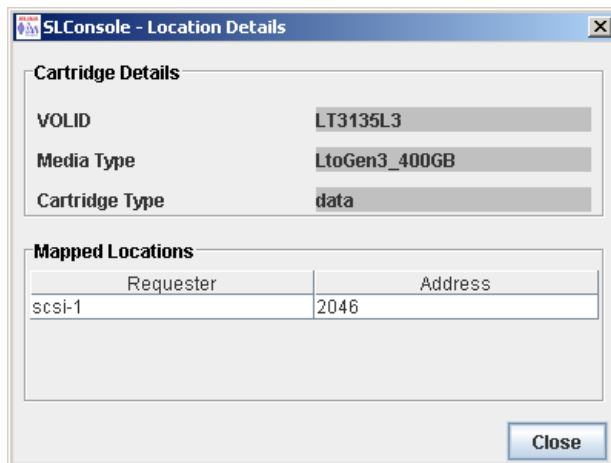 SLConsole - Location Details
Cartridge Details
VOLID LT3135L3
Media Type LtoGen3_400GB
Cartridge Type data
Mapped Locations
Requester Address
scsi-1 2046
Close